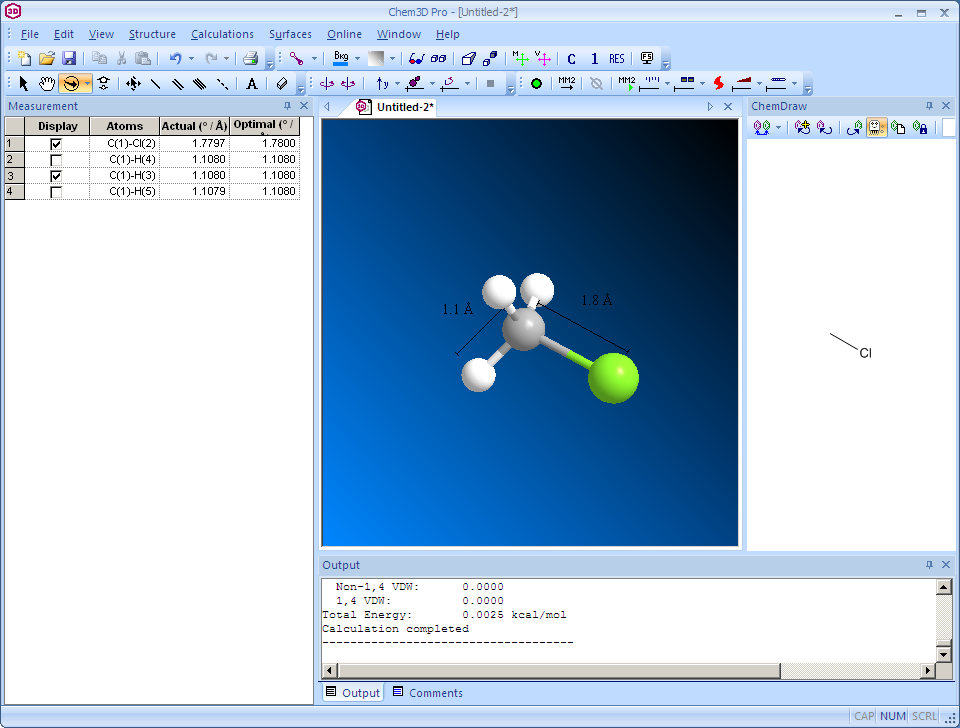 Chem3D Pro - [Untitled-2*]
File Edit View Structure Calculations Surfaces Online Window Help
Bkg M V C 1 RES
A y MM2 MM2
Measurement
Untitled-2*
ChemDraw
Display Atoms Actual (° / Å) Optimal (° /
1 C(1)-Cl(2) 1.7797 1.7800
2 C(1)-H(4) 1.1080 1.1080
3 C(1)-H(3) 1.1080 1.1080
4 C(1)-H(5) 1.1079 1.1080
1.1 Å
1.8 Å
Cl
Output
Non-1,4 VDW: 0.0000
1,4 VDW: 0.0000
Total Energy: 0.0025 kcal/mol
Calculation completed
------------------------------------
Output Comments
CAP NUM SCRL